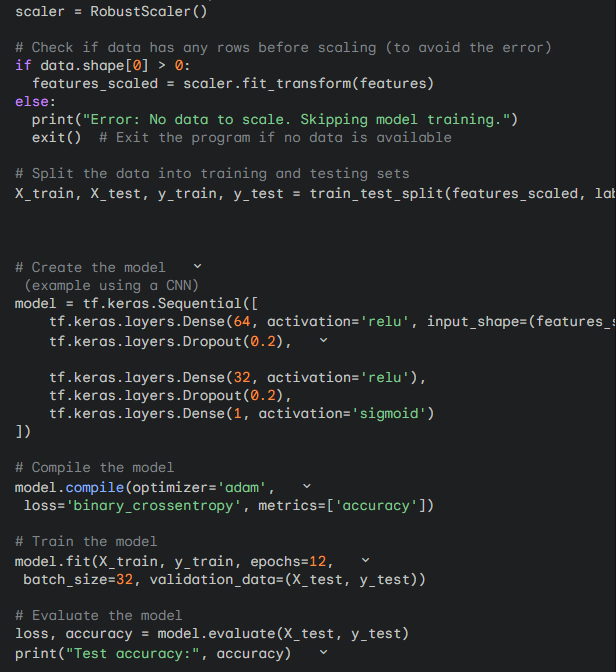 scaler = RobustScaler()
# Check if data has any rows before scaling (to avoid the error)
if data.shape[0] > 0:
  features_scaled = scaler.fit_transform(features)
else:
  print("Error: No data to scale. Skipping model training.")
  exit()  # Exit the program if no data is available
# Split the data into training and testing sets
X_train, X_test, y_train, y_test = train_test_split(features_scaled, lab
# Create the model
 (example using a CNN)
model = tf.keras.Sequential([
    tf.keras.layers.Dense(64, activation='relu', input_shape=(features_s
    tf.keras.layers.Dropout(0.2),
    tf.keras.layers.Dense(32, activation='relu'),
    tf.keras.layers.Dropout(0.2),
    tf.keras.layers.Dense(1, activation='sigmoid')
])
# Compile the model
model.compile(optimizer='adam',
 loss='binary_crossentropy', metrics=['accuracy'])
# Train the model
model.fit(X_train, y_train, epochs=12,
 batch_size=32, validation_data=(X_test, y_test))
# Evaluate the model
loss, accuracy = model.evaluate(X_test, y_test)
print("Test accuracy:", accuracy)